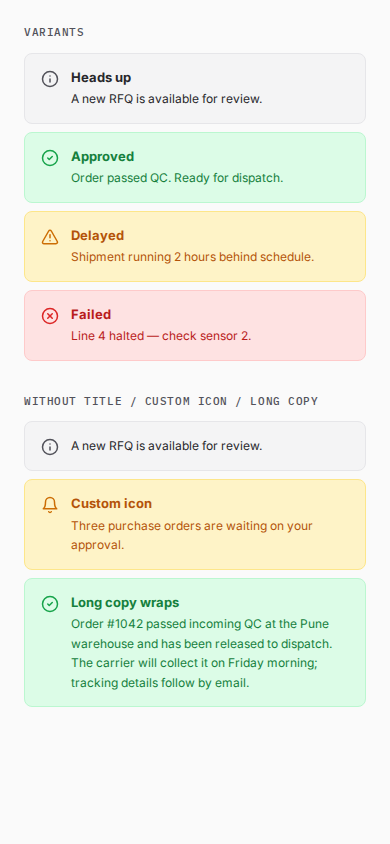 VARIANTS
Heads up
A new RFQ is available for review.
Approved
Order passed QC. Ready for dispatch.
Delayed
Shipment running 2 hours behind schedule.
Failed
Line 4 halted — check sensor 2.
WITHOUT TITLE / CUSTOM ICON / LONG COPY
A new RFQ is available for review.
Custom icon
Three purchase orders are waiting on your
approval.
Long copy wraps
Order #1042 passed incoming QC at the Pune
warehouse and has been released to dispatch.
The carrier will collect it on Friday morning;
tracking details follow by email.